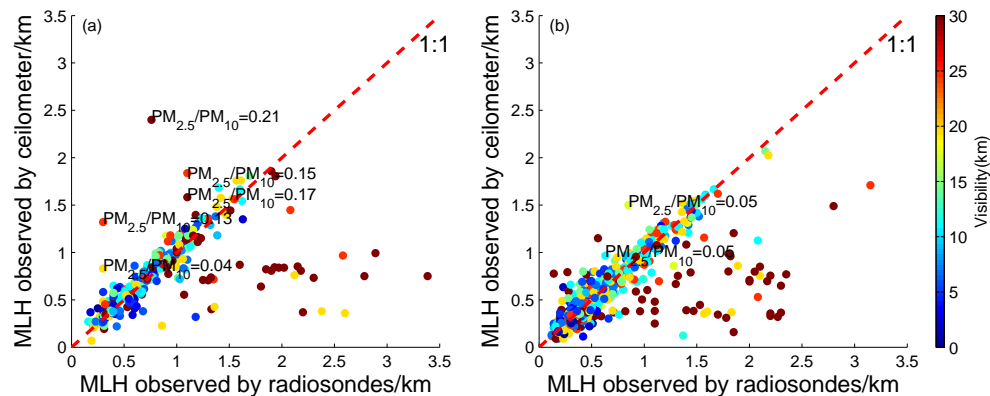 (a)
1:1
PM2.5/PM10=0.21
PM2.5/PM10=0.15
PM2.5/PM10=0.17
PM2.5/PM10=0.13
PM2.5/PM10=0.04
3.5
3
2.5
2
1.5
1
0.5
0
0 0.5 1 1.5 2 2.5 3 3.5
MLH observed by ceilometer/km
MLH observed by radiosondes/km
(b)
1:1
PM2.5/PM10=0.05
PM2.5/PM10=0.05
3.5
3
2.5
2
1.5
1
0.5
0
0 0.5 1 1.5 2 2.5 3 3.5
MLH observed by ceilometer/km
MLH observed by radiosondes/km
30
25
20
15
10
5
0
Visibility(km)